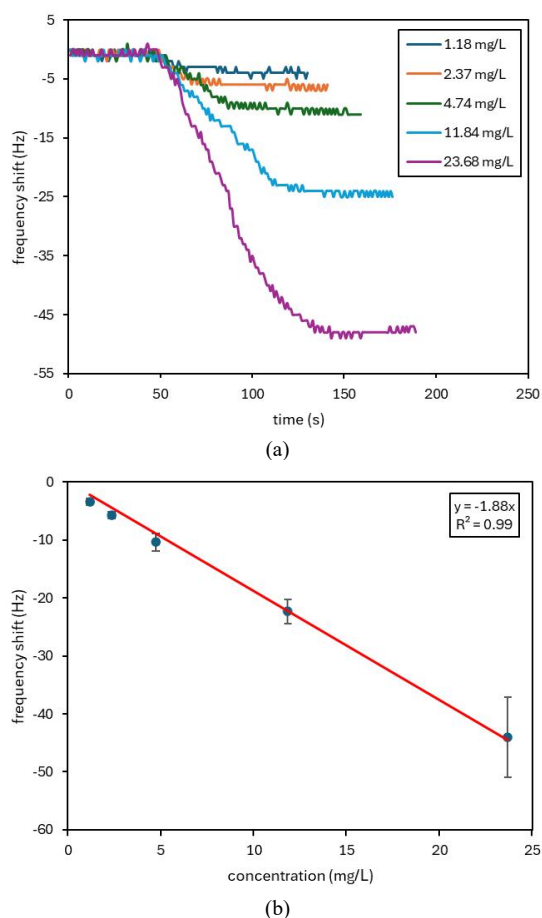 5
-5
-15
-25
-35
-45
-55
frequency shift (Hz)
1.18 mg/L
2.37 mg/L
4.74 mg/L
11.84 mg/L
23.68 mg/L
0 50 100 150 200 250
time (s)
(a)
0
-10
-20
-30
-40
-50
-60
frequency shift (Hz)
y = -1.88x
R² = 0.99
0 5 10 15 20 25
concentration (mg/L)
(b)